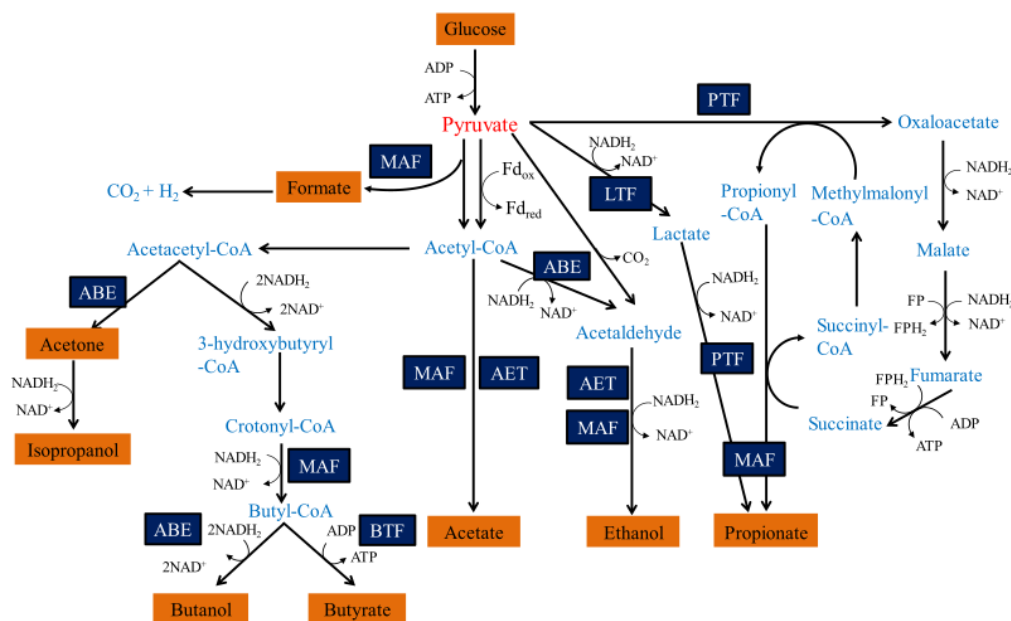 Glucose
ADP
ATP
PTF
Pyruvate
Oxaloacetate
NADH₂
NAD⁺
MAF
Fdₒₓ
NADH₂
NAD⁺
CO₂ + H₂
Formate
LTF
Propionyl
-CoA
Methylmalonyl
-CoA
Fd_red
Lactate
Acetacetyl-CoA
Acetyl-CoA
Malate
ABE
CO₂
NADH₂
NAD⁺
ABE
2NADH₂
2NAD⁺
NADH₂
NAD⁺
FP
FPH₂
NADH₂
NAD⁺
Acetone
3-hydroxybutyryl
-CoA
Acetaldehyde
Succinyl-
CoA
MAF
AET
PTF
Fumarate
NADH₂
NAD⁺
AET
MAF
NADH₂
NAD⁺
FPH₂
FP
ADP
ATP
Succinate
Isopropanol
Crotonyl-CoA
NADH₂
NAD⁺
MAF
MAF
Butyl-CoA
ABE
2NADH₂
2NAD⁺
ADP
ATP
BTF
Acetate
Ethanol
Propionate
Butanol
Butyrate